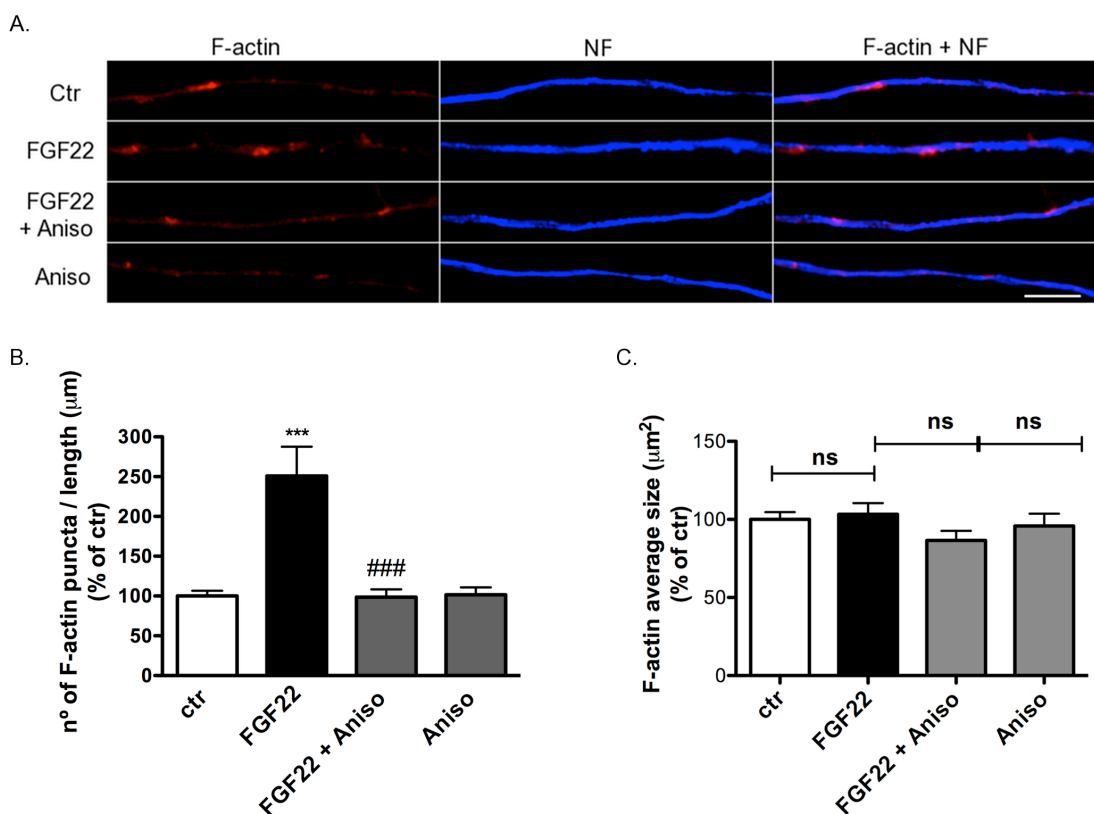 A.
F-actin NF F-actin + NF
Ctr
FGF22
FGF22
+ Aniso
Aniso
B.
nº of F-actin puncta / length (μm)
(% of ctr)
300
250
200
150
100
50
0
***
###
ctr
FGF22
FGF22 + Aniso
Aniso
C.
F-actin average size (μm²)
(% of ctr)
150
100
50
0
ns
ns
ns
ctr
FGF22
FGF22 + Aniso
Aniso